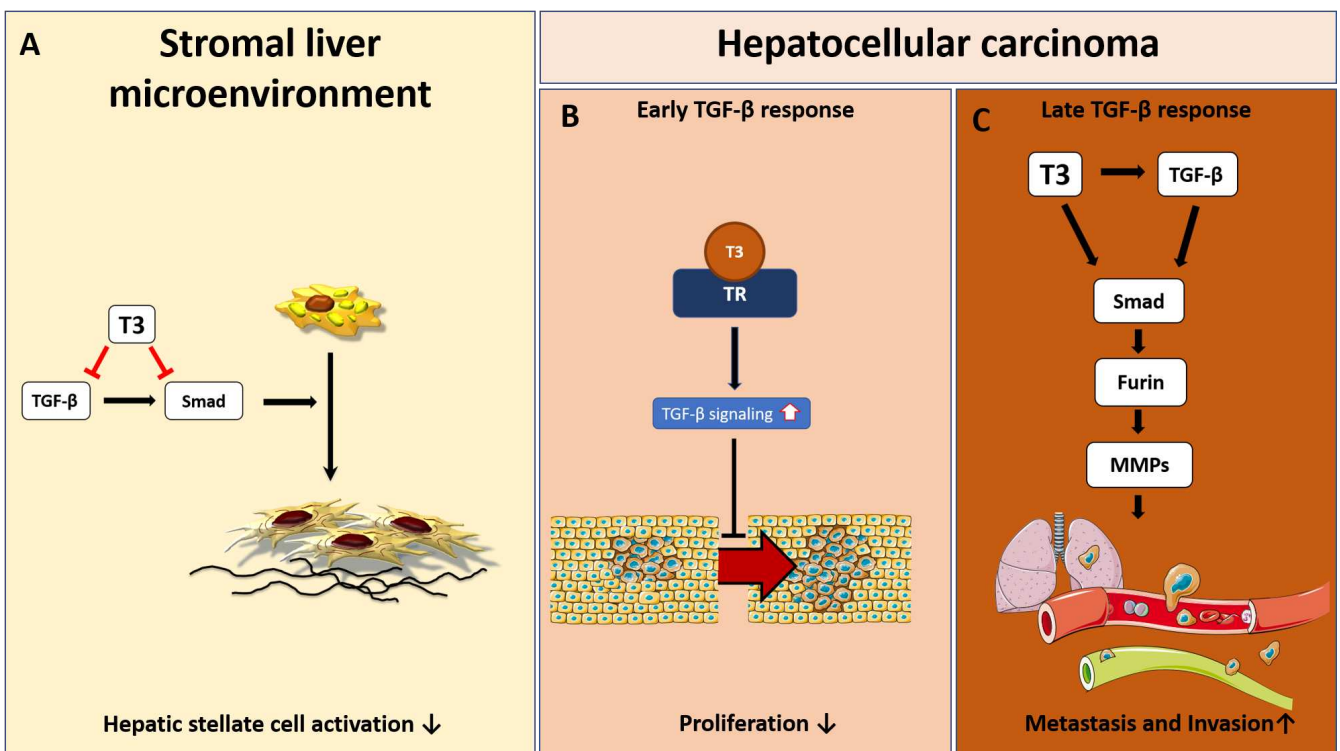 A
Stromal liver
microenvironment
T3
TGF-β
Smad
Hepatic stellate cell activation ↓
Hepatocellular carcinoma
B
Early TGF-β response
T3
TR
TGF-β signaling
Proliferation ↓
C
Late TGF-β response
T3
TGF-β
Smad
Furin
MMPs
Metastasis and Invasion↑